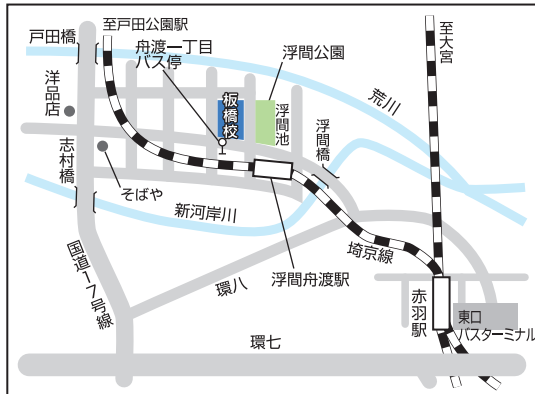 至戸田公園駅
戸田橋
舟渡一丁目
バス停
浮間公園
至大宮
洋品店
板橋校
浮間池
浮間橋
荒川
志村橋
そばや
新河岸川
国道17号線
環八
浮間舟渡駅
埼京線
赤羽駅
東口
バスターミナル
環七